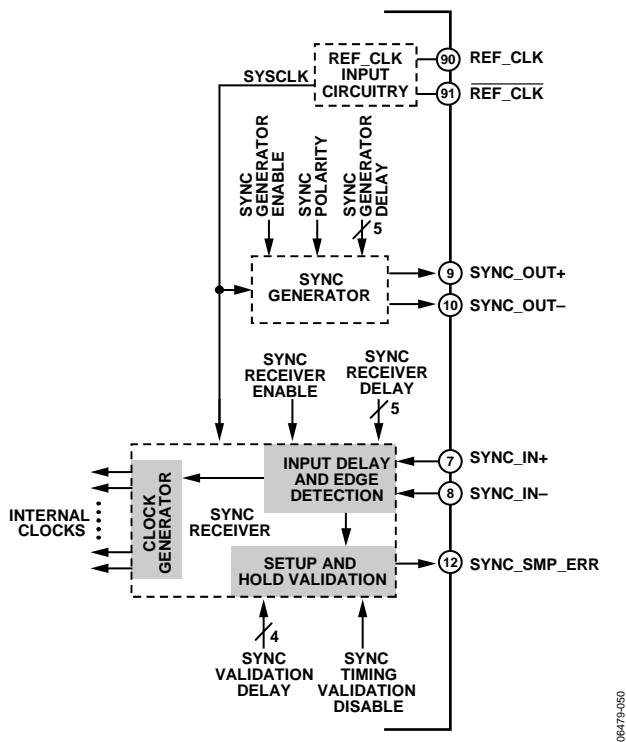 REF_CLK
INPUT
CIRCUITRY
90 REF_CLK
91 REF_CLK
SYSCLK
SYNC
GENERATOR
ENABLE
SYNC
POLARITY
SYNC
GENERATOR
DELAY
5
SYNC
GENERATOR
9 SYNC_OUT+
10 SYNC_OUT–
SYNC
RECEIVER
ENABLE
SYNC
RECEIVER
DELAY
5
INPUT DELAY
AND EDGE
DETECTION
7 SYNC_IN+
8 SYNC_IN–
CLOCK
GENERATOR
SYNC
RECEIVER
INTERNAL
CLOCKS
SETUP AND
HOLD VALIDATION
12 SYNC_SMP_ERR
4
SYNC
VALIDATION
DELAY
SYNC
TIMING
VALIDATION
DISABLE
06479-050